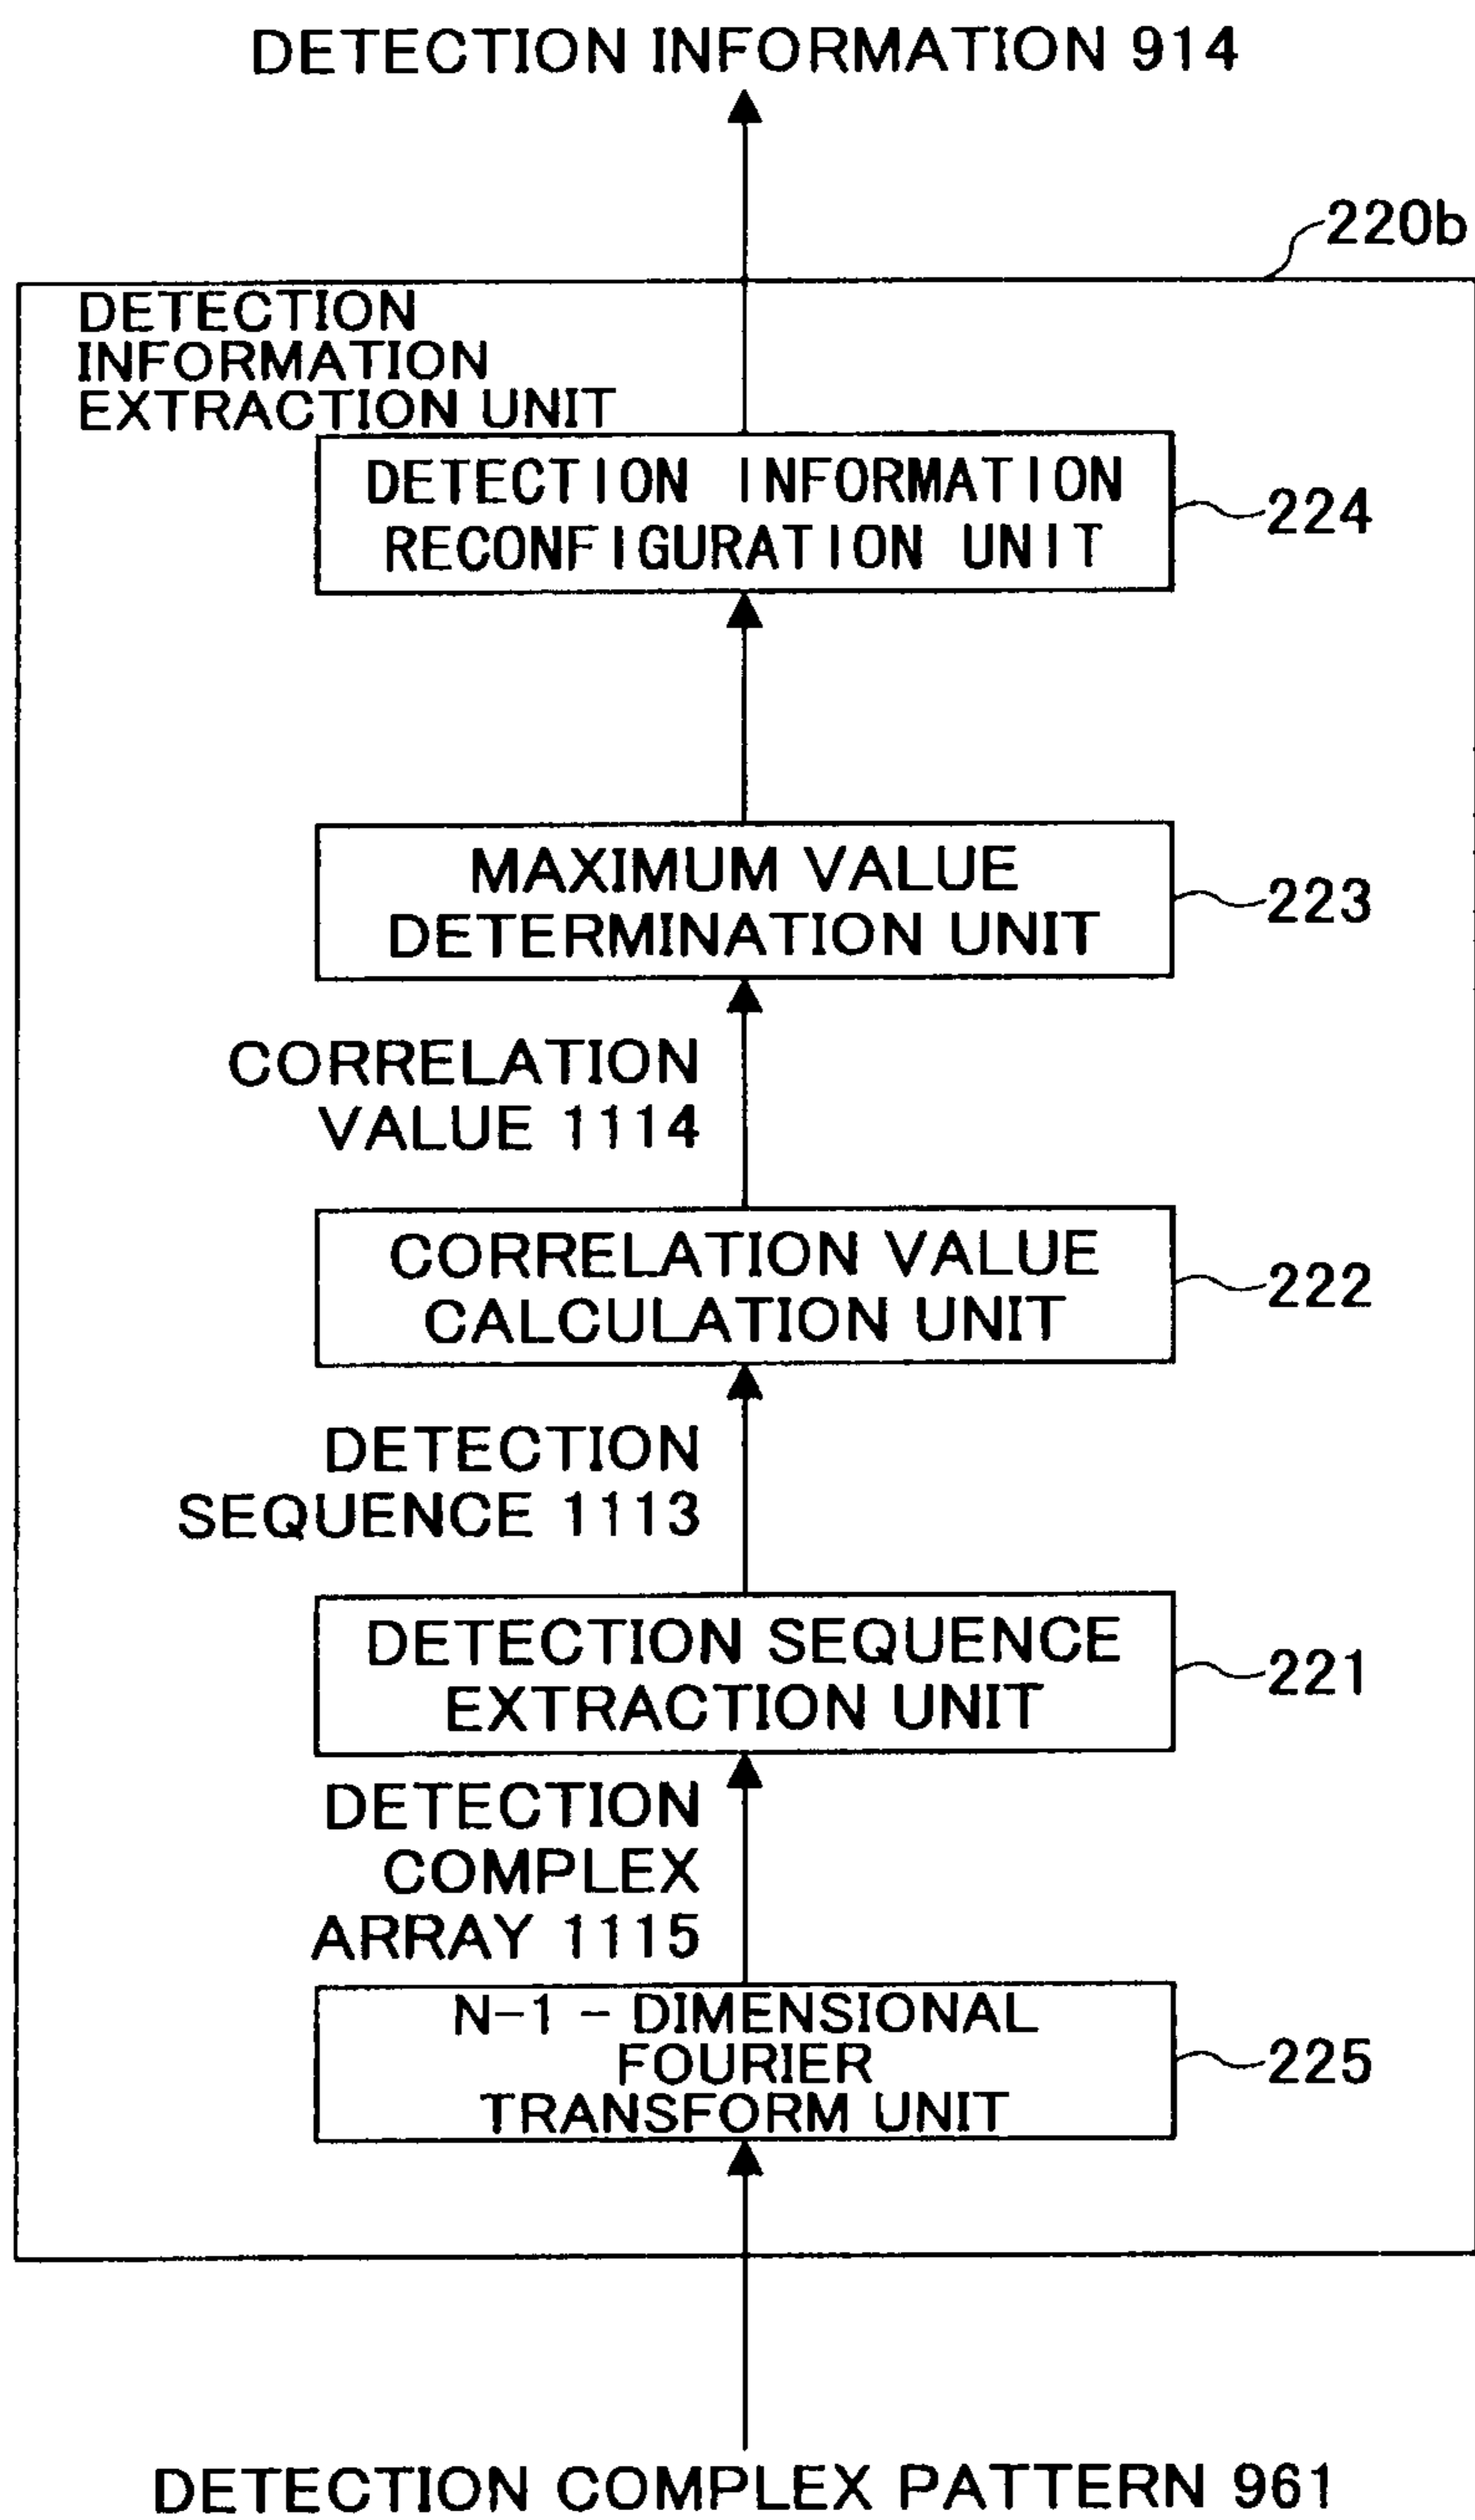 DETECTION INFORMATION 914
220b
DETECTION
INFORMATION
EXTRACTION UNIT
DETECTION INFORMATION
RECONFIGURATION UNIT
224
MAXIMUM VALUE
DETERMINATION UNIT
223
CORRELATION
VALUE 1114
CORRELATION VALUE
CALCULATION UNIT
222
DETECTION
SEQUENCE 1113
DETECTION SEQUENCE
EXTRACTION UNIT
221
DETECTION
COMPLEX
ARRAY 1115
N-1-DIMENSIONAL
FOURIER
TRANSFORM UNIT
225
DETECTION COMPLEX PATTERN 961